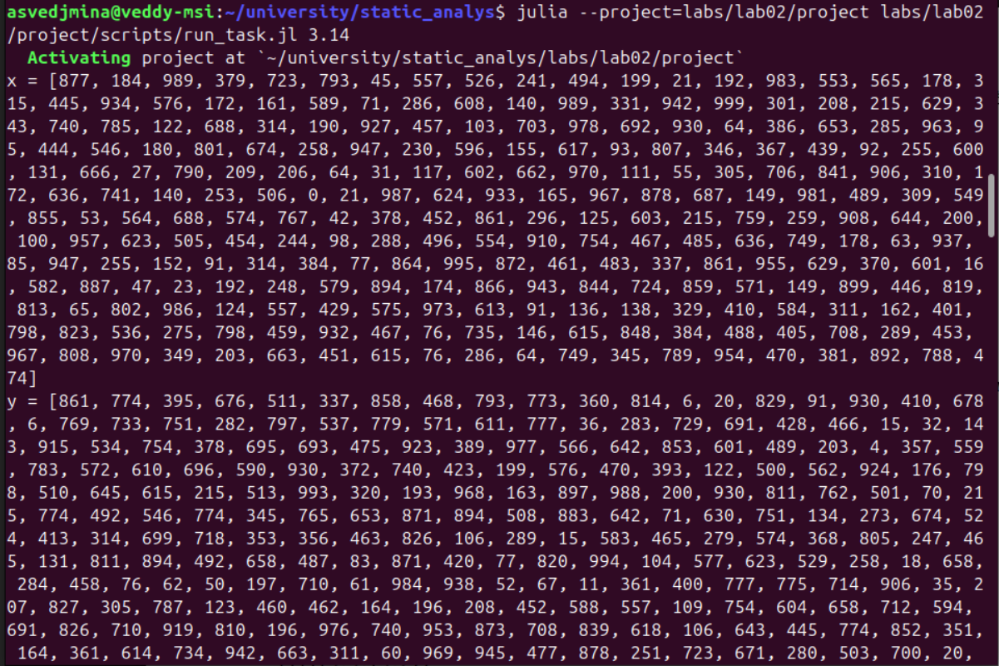 asvedjmina@veddy-msi:~/university/static_analys$ julia --project=labs/lab02/project labs/lab02
/project/scripts/run_task.jl 3.14
  Activating project at `~/university/static_analys/labs/lab02/project`
x = [877, 184, 989, 379, 723, 793, 45, 557, 526, 241, 494, 199, 21, 192, 983, 553, 565, 178, 3
15, 445, 934, 576, 172, 161, 589, 71, 286, 608, 140, 989, 331, 942, 999, 301, 208, 215, 629, 3
43, 740, 785, 122, 688, 314, 190, 927, 457, 103, 703, 978, 692, 930, 64, 386, 653, 285, 963, 9
5, 444, 546, 180, 801, 674, 258, 947, 230, 596, 155, 617, 93, 807, 346, 367, 439, 92, 255, 600
, 131, 666, 27, 790, 209, 206, 64, 31, 117, 602, 662, 970, 111, 55, 305, 706, 841, 906, 310, 1
72, 636, 741, 140, 253, 506, 0, 21, 987, 624, 933, 165, 967, 878, 687, 149, 981, 489, 309, 549
, 855, 53, 564, 688, 574, 767, 42, 378, 452, 861, 296, 125, 603, 215, 759, 259, 908, 644, 200,
 100, 957, 623, 505, 454, 244, 98, 288, 496, 554, 910, 754, 467, 485, 636, 749, 178, 63, 937,
85, 947, 255, 152, 91, 314, 384, 77, 864, 995, 872, 461, 483, 337, 861, 955, 629, 370, 601, 16
, 582, 887, 47, 23, 192, 248, 579, 894, 174, 866, 943, 844, 724, 859, 571, 149, 899, 446, 819,
 813, 65, 802, 986, 124, 557, 429, 575, 973, 613, 91, 136, 138, 329, 410, 584, 311, 162, 401,
798, 823, 536, 275, 798, 459, 932, 467, 76, 735, 146, 615, 848, 384, 488, 405, 708, 289, 453,
967, 808, 970, 349, 203, 663, 451, 615, 76, 286, 64, 749, 345, 789, 954, 470, 381, 892, 788, 4
74]
y = [861, 774, 395, 676, 511, 337, 858, 468, 793, 773, 360, 814, 6, 20, 829, 91, 930, 410, 678
, 6, 769, 733, 751, 282, 797, 537, 779, 571, 611, 777, 36, 283, 729, 691, 428, 466, 15, 32, 14
3, 915, 534, 754, 378, 695, 693, 475, 923, 389, 977, 566, 642, 853, 601, 489, 203, 4, 357, 559
, 783, 572, 610, 696, 590, 930, 372, 740, 423, 199, 576, 470, 393, 122, 500, 562, 924, 176, 79
8, 510, 645, 615, 215, 513, 993, 320, 193, 968, 163, 897, 988, 200, 930, 811, 762, 501, 70, 21
5, 774, 492, 546, 774, 345, 765, 653, 871, 894, 508, 883, 642, 71, 630, 751, 134, 273, 674, 52
4, 413, 314, 699, 718, 353, 356, 463, 826, 106, 289, 15, 583, 465, 279, 574, 368, 805, 247, 46
5, 131, 811, 894, 492, 658, 487, 83, 871, 420, 77, 820, 994, 104, 577, 623, 529, 258, 18, 658,
 284, 458, 76, 62, 50, 197, 710, 61, 984, 938, 52, 67, 11, 361, 400, 777, 775, 714, 906, 35, 2
07, 827, 305, 787, 123, 460, 462, 164, 196, 208, 452, 588, 557, 109, 754, 604, 658, 712, 594,
691, 826, 710, 919, 810, 196, 976, 740, 953, 873, 708, 839, 618, 106, 643, 445, 774, 852, 351,
 164, 361, 614, 734, 942, 663, 311, 60, 969, 945, 477, 878, 251, 723, 671, 280, 503, 700, 20,